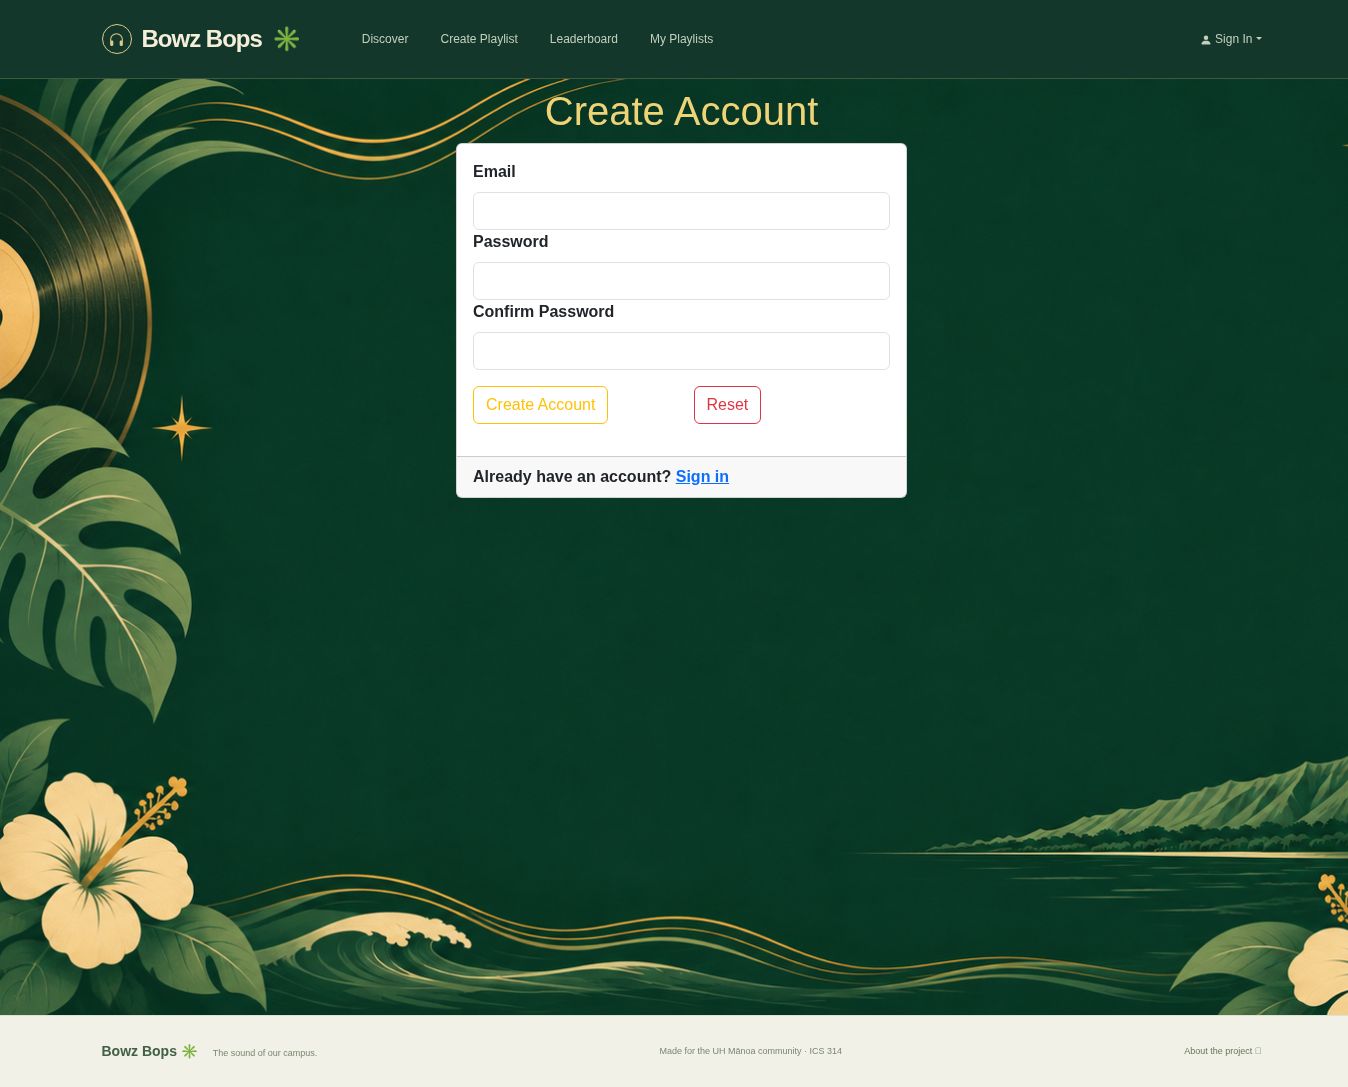 Bowz Bops ✳️
Discover
Create Playlist
Leaderboard
My Playlists
Sign In
Create Account
Email
Password
Confirm Password
Create Account
Reset
Already have an account? Sign in
Bowz Bops ✳️
The sound of our campus.
Made for the UH Mānoa community · ICS 314
About the project